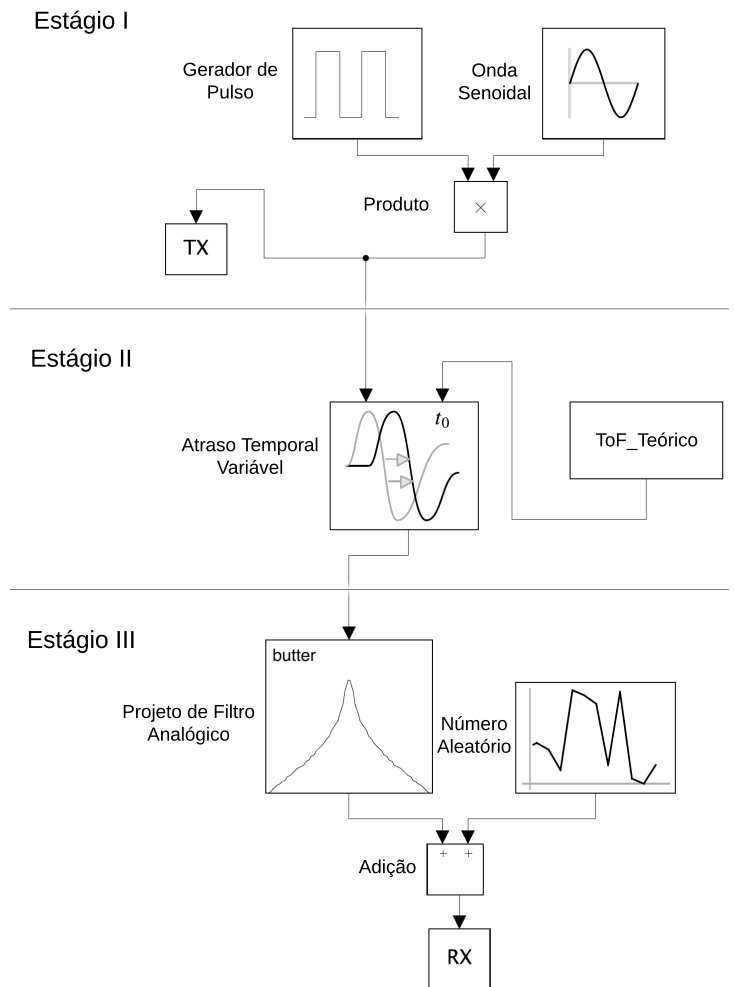 Estágio I
Gerador de
Pulso
Onda
Senoidal
Produto
×
TX
Estágio II
Atraso Temporal
Variável
t0
ToF_Teórico
Estágio III
butter
Projeto de Filtro
Analógico
Número
Aleatório
+ +
Adição
RX